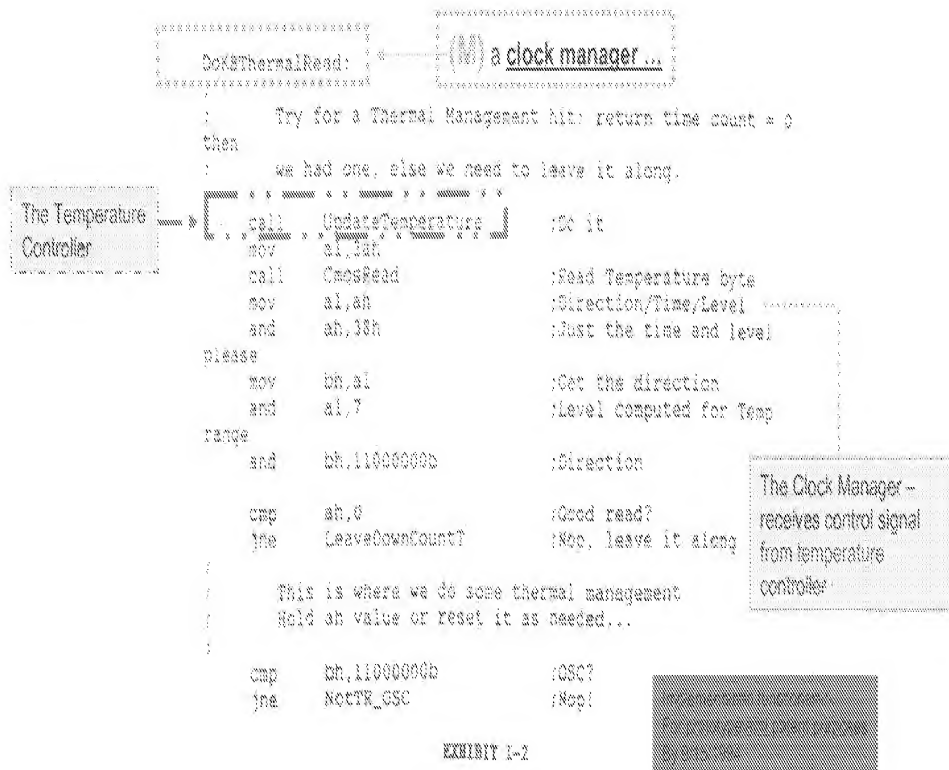 DoKBThermalRead:
(M) a clock manager ...
;
; Try for a Thermal Management hit: return time count = 0
then
; we had one, else we need to leave it along.
;
The Temperature
Controller
call UpdateTemperature ;Do it
mov al,3ah
call CmosRead ;Read Temperature byte
mov al,ah ;Direction/Time/Level
and ah,38h ;Just the time and level
please
mov bh,al ;Get the direction
and al,7 ;Level computed for Temp
range
and bh,11000000b ;Direction
The Clock Manager –
receives control signal
from temperature
controller
cmp ah,0 ;Good read?
jne LeaveDownCount? ;Nop, leave it along
;
; This is where we do some thermal management
; Hold ah value or reset it as needed...
;
cmp bh,11000000b ;OSC?
jne NotTR_OSC ;Nop!
EXHIBIT 1-2